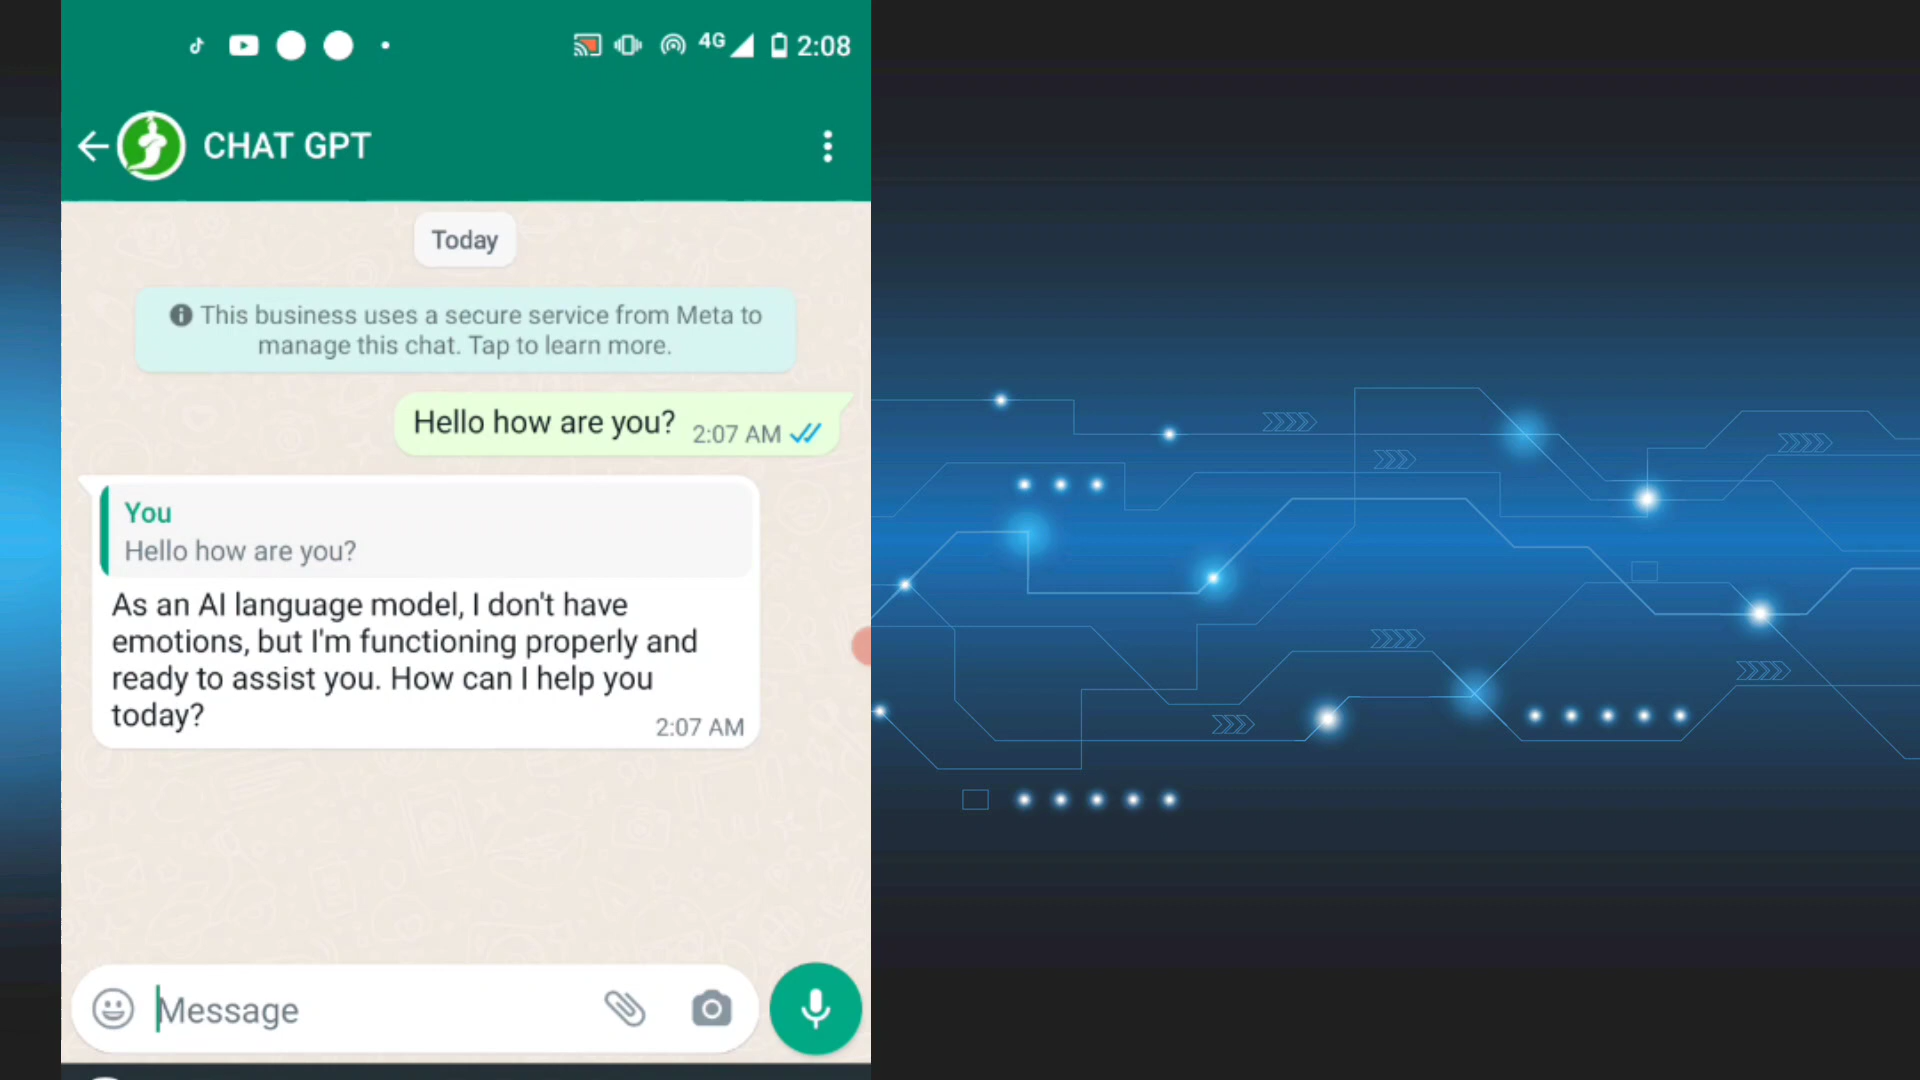 4G 2:08
CHAT GPT
Today
This business uses a secure service from Meta to
manage this chat. Tap to learn more.
Hello how are you? 2:07 AM
You
Hello how are you?
As an AI language model, I don't have
emotions, but I'm functioning properly and
ready to assist you. How can I help you
today?
2:07 AM
Message